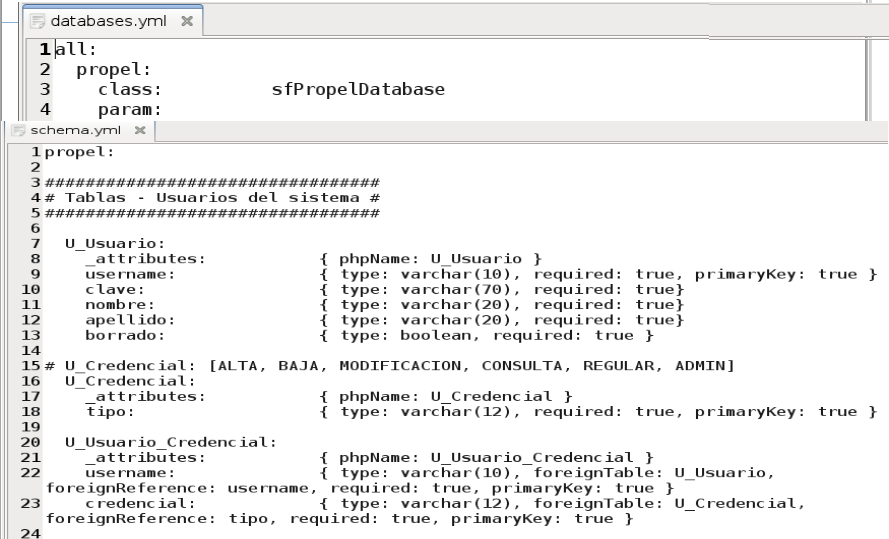 databases.yml
1 all:
2   propel:
3     class:          sfPropelDatabase
4     param:
schema.yml
1 propel:
2
3 #################################
4 # Tablas - Usuarios del sistema #
5 #################################
6
7   U_Usuario:
8     _attributes:           { phpName: U_Usuario }
9     username:              { type: varchar(10), required: true, primaryKey: true }
10     clave:                 { type: varchar(70), required: true}
11     nombre:                { type: varchar(20), required: true}
12     apellido:              { type: varchar(20), required: true}
13     borrado:               { type: boolean, required: true }
14
15 # U_Credencial: [ALTA, BAJA, MODIFICACION, CONSULTA, REGULAR, ADMIN]
16   U_Credencial:
17     _attributes:           { phpName: U_Credencial }
18     tipo:                  { type: varchar(12), required: true, primaryKey: true }
19
20   U_Usuario_Credencial:
21     _attributes:           { phpName: U_Usuario_Credencial }
22     username:              { type: varchar(10), foreignTable: U_Usuario,
foreignReference: username, required: true, primaryKey: true }
23     credencial:            { type: varchar(12), foreignTable: U_Credencial,
foreignReference: tipo, required: true, primaryKey: true }
24